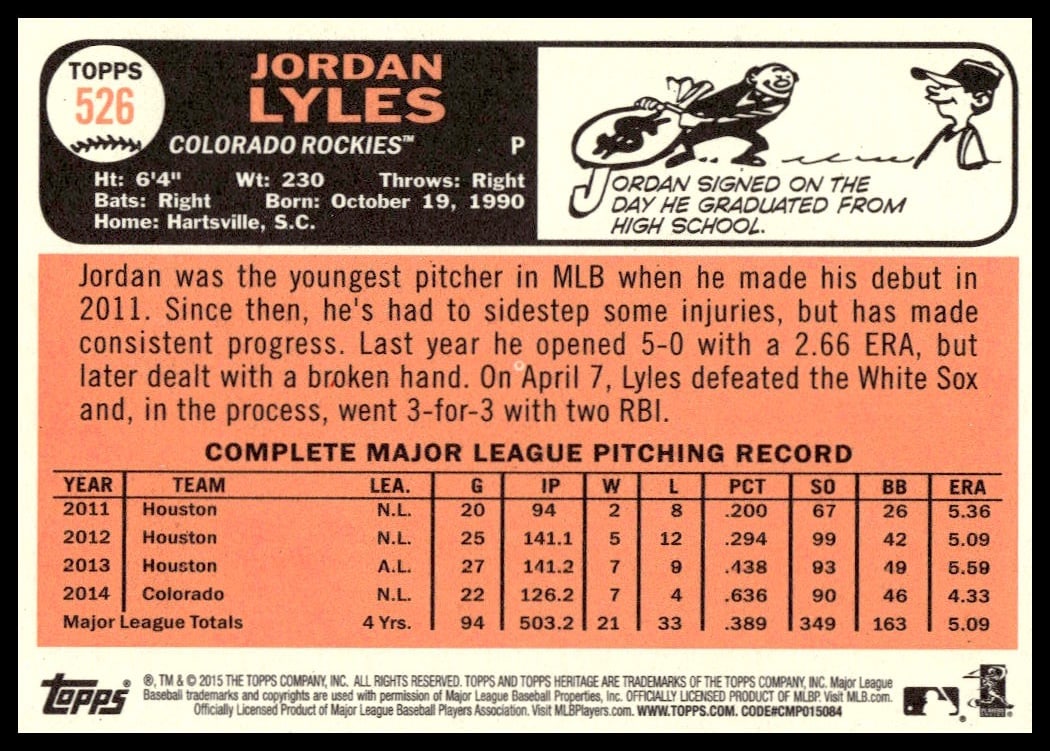 TOPPS
526
JORDAN
LYLES
COLORADO ROCKIES™ P
Ht: 6'4" Wt: 230 Throws: Right
Bats: Right Born: October 19, 1990
Home: Hartsville, S.C.
JORDAN SIGNED ON THE
DAY HE GRADUATED FROM
HIGH SCHOOL.
Jordan was the youngest pitcher in MLB when he made his debut in
2011. Since then, he's had to sidestep some injuries, but has made
consistent progress. Last year he opened 5-0 with a 2.66 ERA, but
later dealt with a broken hand. On April 7, Lyles defeated the White Sox
and, in the process, went 3-for-3 with two RBI.
COMPLETE MAJOR LEAGUE PITCHING RECORD
YEAR TEAM LEA. G IP W L PCT SO BB ERA
2011 Houston N.L. 20 94 2 8 .200 67 26 5.36
2012 Houston N.L. 25 141.1 5 12 .294 99 42 5.09
2013 Houston A.L. 27 141.2 7 9 .438 93 49 5.59
2014 Colorado N.L. 22 126.2 7 4 .636 90 46 4.33
Major League Totals 4 Yrs. 94 503.2 21 33 .389 349 163 5.09
Topps®
®, TM & © 2015 THE TOPPS COMPANY, INC. ALL RIGHTS RESERVED. TOPPS AND TOPPS HERITAGE ARE TRADEMARKS OF THE TOPPS COMPANY, INC. Major League
Baseball trademarks and copyrights are used with permission of Major League Baseball Properties, Inc. OFFICIALLY LICENSED PRODUCT OF MLBP. Visit MLB.com.
Officially Licensed Product of Major League Baseball Players Association. Visit MLBPlayers.com. WWW.TOPPS.COM. CODE#CMP015084